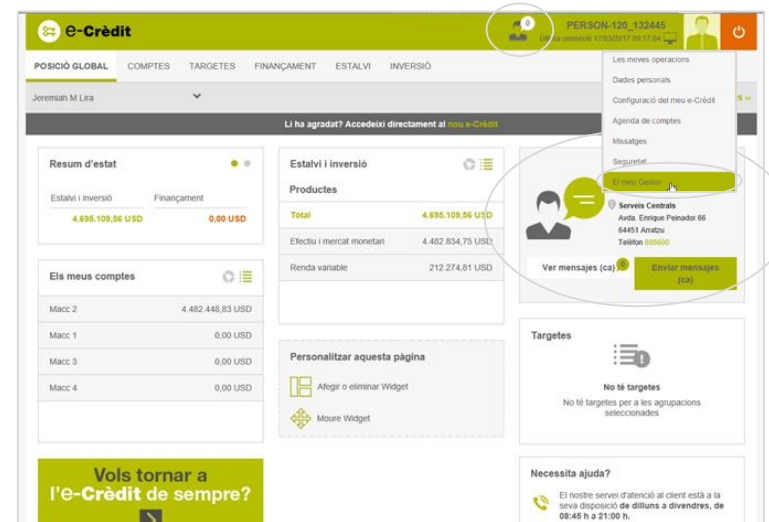 e-Crèdit
0
PERSON-120_132445
connexió 17/03/2017 09:17:04
POSICIÓ GLOBAL COMPTES TARGETES FINANÇAMENT ESTALVI INVERSIÓ
Les meves operacions
Dades personals
Configuració del meu e-Crèdit
Agenda de comptes
Missatges
Seguretat
El meu Gestor
Jeremiah M Lira
Li ha agradat? Accedeixi directament al nou e-Crèdit
Resum d'estat
Estalvi i inversió Finançament
4.695.109,56 USD 0,00 USD
Els meus comptes
Macc 2 4.482.448,83 USD
Macc 1 0,00 USD
Macc 3 0,00 USD
Macc 4 0,00 USD
Vols tornar a
l'e-Crèdit de sempre?
Estalvi i inversió
Productes
Total 4.695.109,56 USD
Efectiu i mercat monetari 4.482.834,75 USD
Renda variable 212.274,81 USD
Personalitzar aquesta pàgina
Afegir o eliminar Widget
Moure Widget
Serveis Centrals
Avda. Enrique Peinador 66
64451 Arratzu
Telèfon 888600
Ver mensajes (ca) 0
Enviar mensajes
(ca)
Targetes
No té targetes
No té targetes per a les agrupacions
seleccionades
Necessita ajuda?
El nostre servei d'atenció al client està a la
seva disposició de dilluns a divendres, de
08:45 h a 21:00 h.